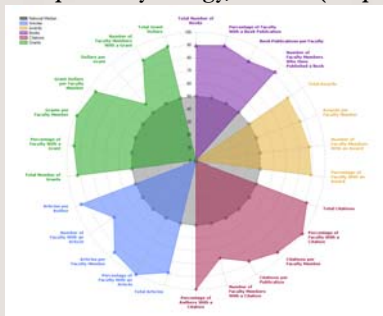 National Median
Articles
Awards
Books
Citations
Grants
Total Number of
Books
Percentage of Faculty
With a Book Publication
Book Publications per Faculty
Number of
Faculty Members
Who Have
Published a Book
Total Awards
Awards per
Faculty Member
Number of
Faculty Members
With an Award
Percentage of
Faculty With an
Award
Total Citations
Percentage of
Faculty With a
Citation
Citations per
Faculty Member
Citations per
Publication
Number of
Faculty Members
With a Citation
Percentage of
Authors With a
Citation
Total Articles
Percentage of
Faculty With an
Article
Articles per
Faculty Member
Number of
Faculty With an
Article
Articles per
Author
Total Number of
Grants
Percentage of
Faculty With a
Grant
Grants per
Faculty Member
Grant Dollars
per Faculty
Member
Dollars per
Grant
Number of
Faculty Members
With a Grant
Total Grant
Dollars